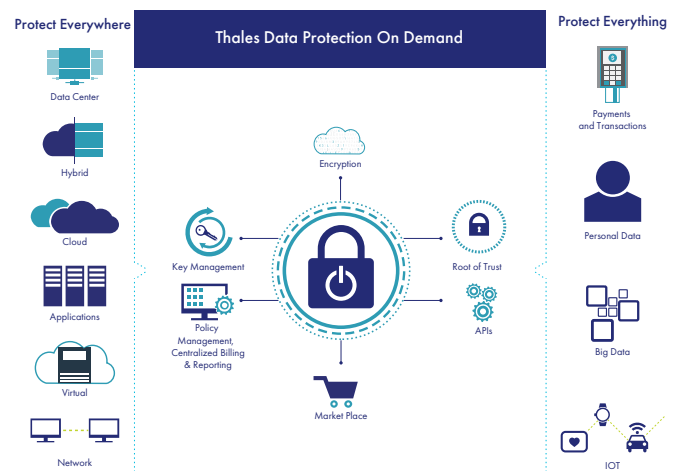 Protect Everywhere
Data Center
Hybrid
Cloud
Applications
Virtual
Network
Thales Data Protection On Demand
Encryption
Key Management
Root of Trust
Policy
Management,
Centralized Billing
& Reporting
APIs
Market Place
Protect Everything
Payments
and Transactions
Personal Data
Big Data
IOT